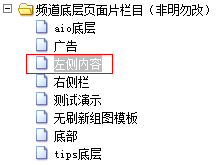 频道底层页面片栏目（非明勿改）
aio底层
广告
左侧内容
右侧栏
测试演示
无刷新组图模板
底部
tips底层